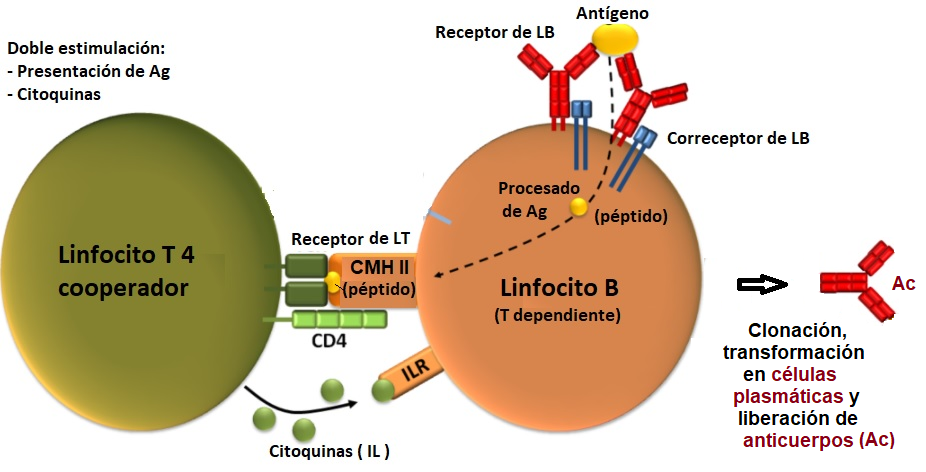 Doble estimulación:
- Presentación de Ag
- Citoquinas
Antígeno
Receptor de LB
Correceptor de LB
Procesado
de Ag
(péptido)
Receptor de LT
Linfocito T 4
cooperador
CMH II
(péptido)
CD4
Linfocito B
(T dependiente)
ILR
Citoquinas ( IL )
Ac
Clonación,
transformación
en células
plasmáticas y
liberación de
anticuerpos (Ac)